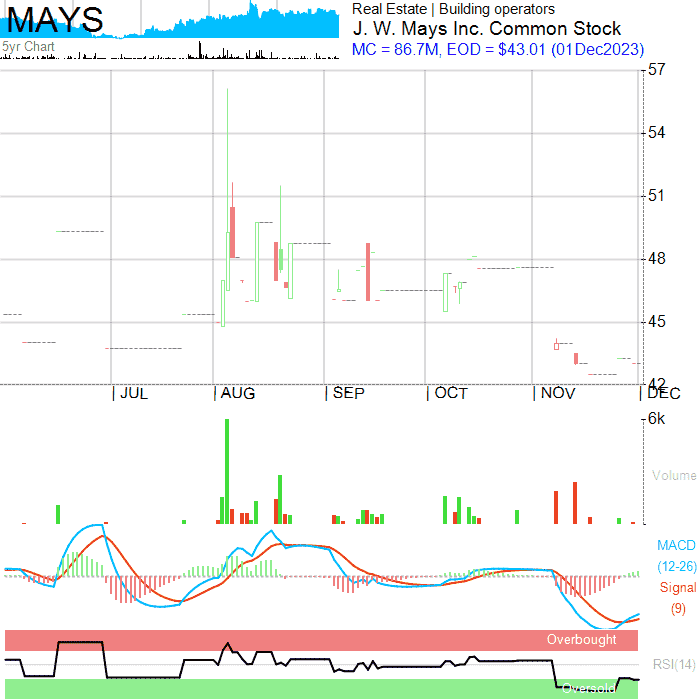 MAYS
5yr Chart
Real Estate | Building operators
J. W. Mays Inc. Common Stock
MC = 86.7M, EOD = $43.01 (01Dec2023)
57
54
51
48
45
42
JUL AUG SEP OCT NOV DEC
6k
Volume
MACD
(12-26)
Signal
(9)
Overbought
RSI(14)
Oversold